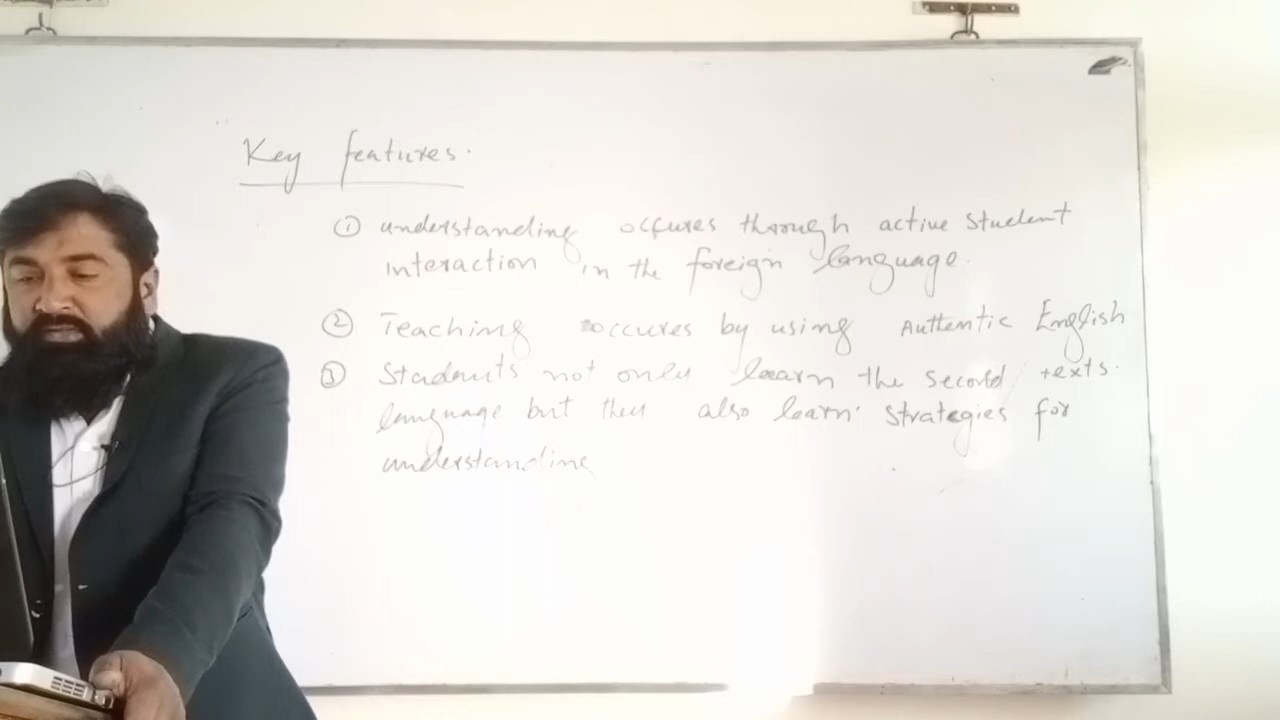 Key features.
① understanding occures through active student
interaction in the foreign language.
② Teaching occures by using Authentic English
texts.
③ Students not only learn the second
language but they also learn strategies for
understanding